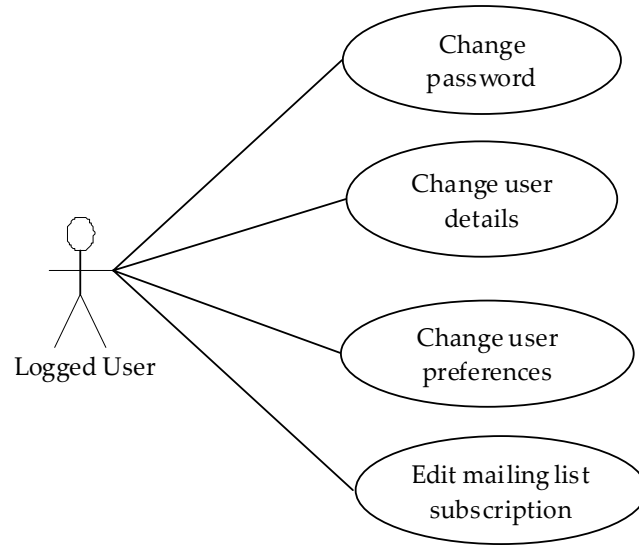 Change
password
Change user
details
Logged User
Change user
preferences
Edit mailing list
subscription